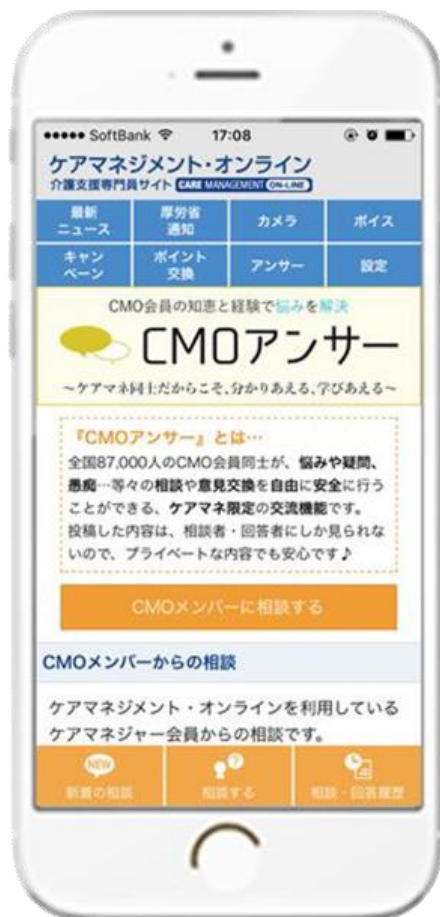 ●●●●● SoftBank 17:08
ケアマネジメント・オンライン
介護支援専門員サイト CARE MANAGEMENT ON-LINE
最新ニュース 厚労省通知 カメラ ボイス
キャンペーン ポイント交換 アンサー 設定
CMO会員の知恵と経験で悩みを解決
CMOアンサー
～ケアマネ同士だからこそ、分かりあえる、学びあえる～
『CMOアンサー』とは…
全国87,000人のCMO会員同士が、悩みや疑問、
愚痴…等々の相談や意見交換を自由に安全に行う
ことができる、ケアマネ限定の交流機能です。
投稿した内容は、相談者・回答者にしか見られな
いので、プライベートな内容でも安心です♪
CMOメンバーに相談する
CMOメンバーからの相談
ケアマネジメント・オンラインを利用している
ケアマネジャー会員からの相談です。
NEW ?
新着の相談 相談する 相談・回答履歴